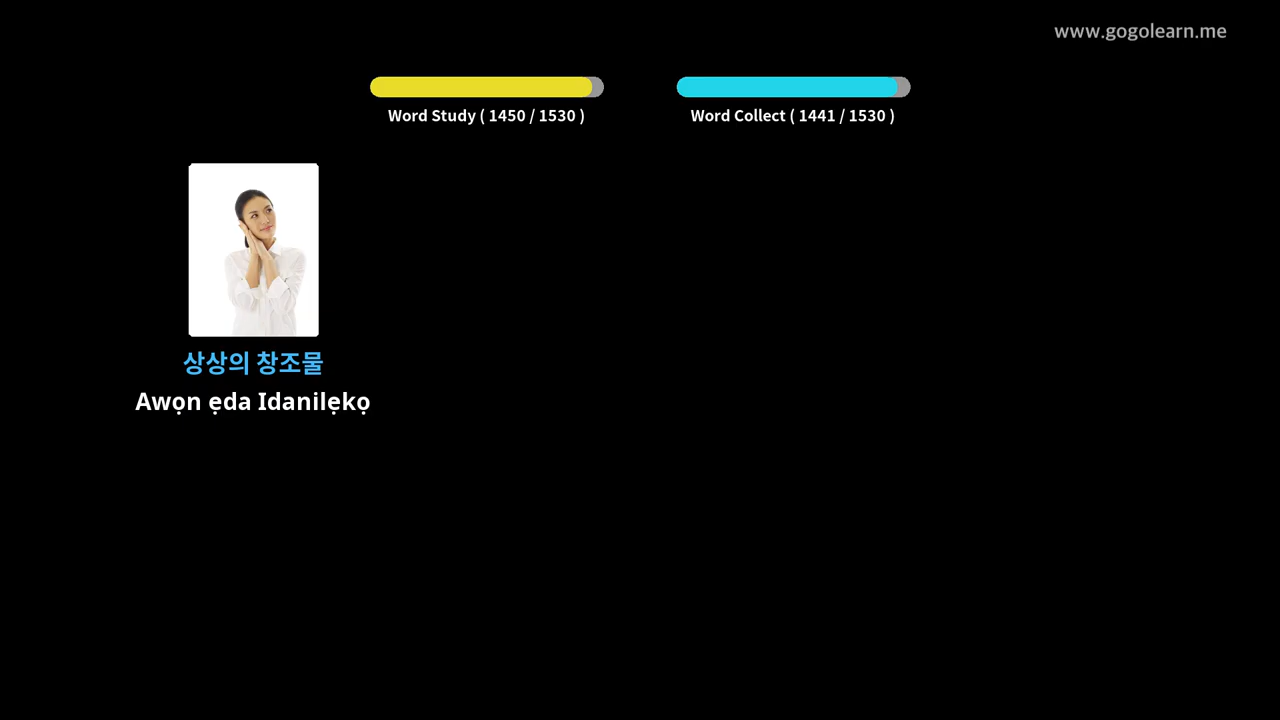 www.gogolearn.me
Word Study ( 1450 / 1530 )
Word Collect ( 1441 / 1530 )
상상의 창조물
Awọn ẹda Idanilẹkọ